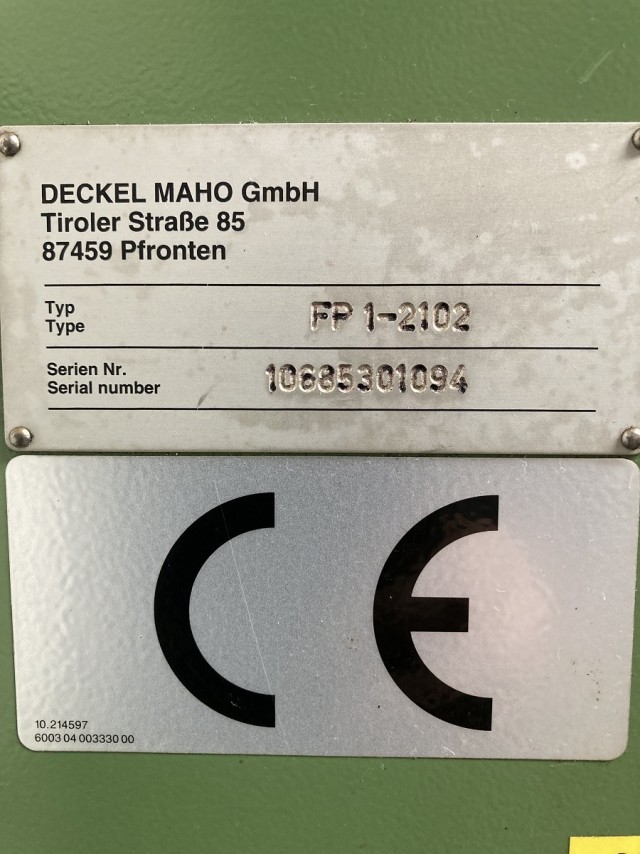 DECKEL MAHO GmbH
Tiroler Straße 85
87459 Pfronten
Typ
Type
FP 1-2102
Serien Nr.
Serial number
10685301094
CE
10.214597
6003 04 003330 00